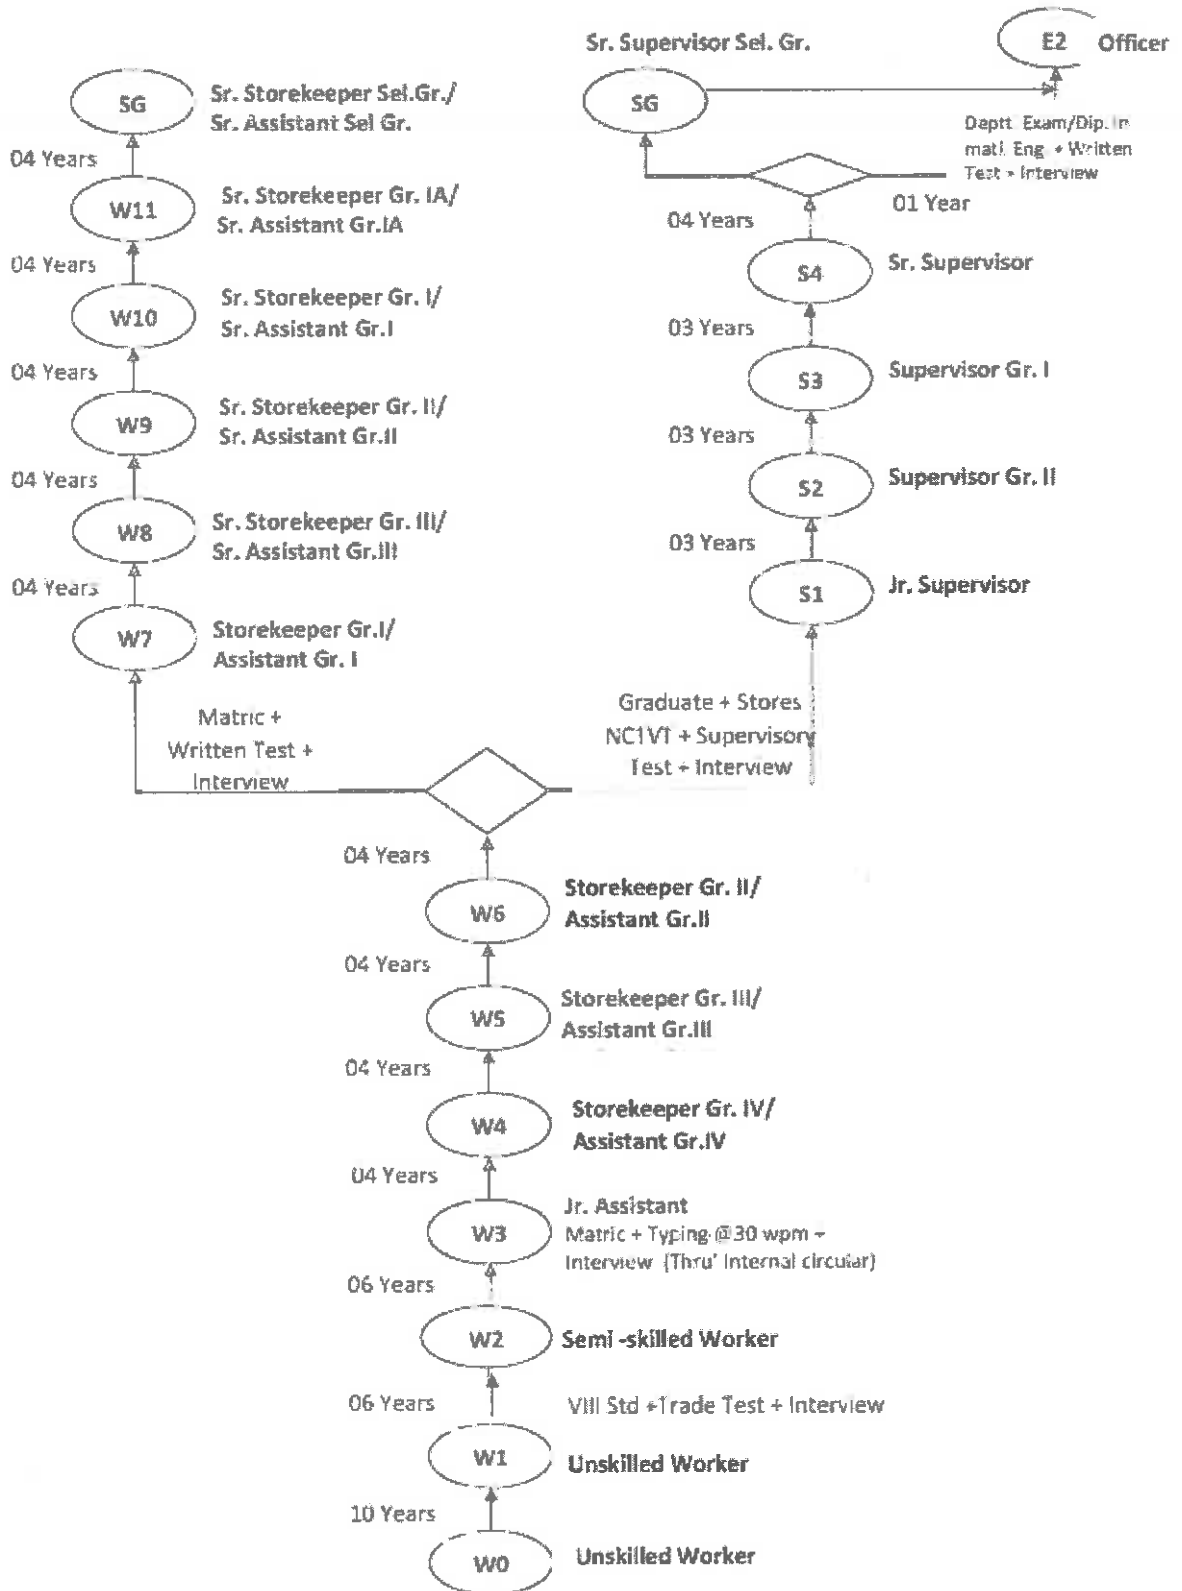 Sr. Supervisor Sel. Gr.
E2
Officer
SG
Sr. Storekeeper Sel.Gr./
Sr. Assistant Sel Gr.
SG
Deptt. Exam/Dip. In
matl. Eng + Written
Test + Interview
04 Years
01 Year
W11
Sr. Storekeeper Gr. IA/
Sr. Assistant Gr.IA
04 Years
S4
Sr. Supervisor
04 Years
W10
Sr. Storekeeper Gr. I/
Sr. Assistant Gr.I
03 Years
S3
Supervisor Gr. I
04 Years
W9
Sr. Storekeeper Gr. II/
Sr. Assistant Gr.II
03 Years
S2
Supervisor Gr. II
04 Years
W8
Sr. Storekeeper Gr. III/
Sr. Assistant Gr.III
03 Years
S1
Jr. Supervisor
04 Years
W7
Storekeeper Gr.I/
Assistant Gr. I
Matric +
Written Test +
Interview
Graduate + Stores
NC1VT + Supervisory
Test + Interview
04 Years
W6
Storekeeper Gr. II/
Assistant Gr.II
04 Years
W5
Storekeeper Gr. III/
Assistant Gr.III
04 Years
W4
Storekeeper Gr. IV/
Assistant Gr.IV
04 Years
W3
Jr. Assistant
Matric + Typing @30 wpm +
Interview (Thru' Internal circular)
06 Years
W2
Semi -skilled Worker
06 Years
VIII Std +Trade Test + Interview
W1
Unskilled Worker
10 Years
W0
Unskilled Worker